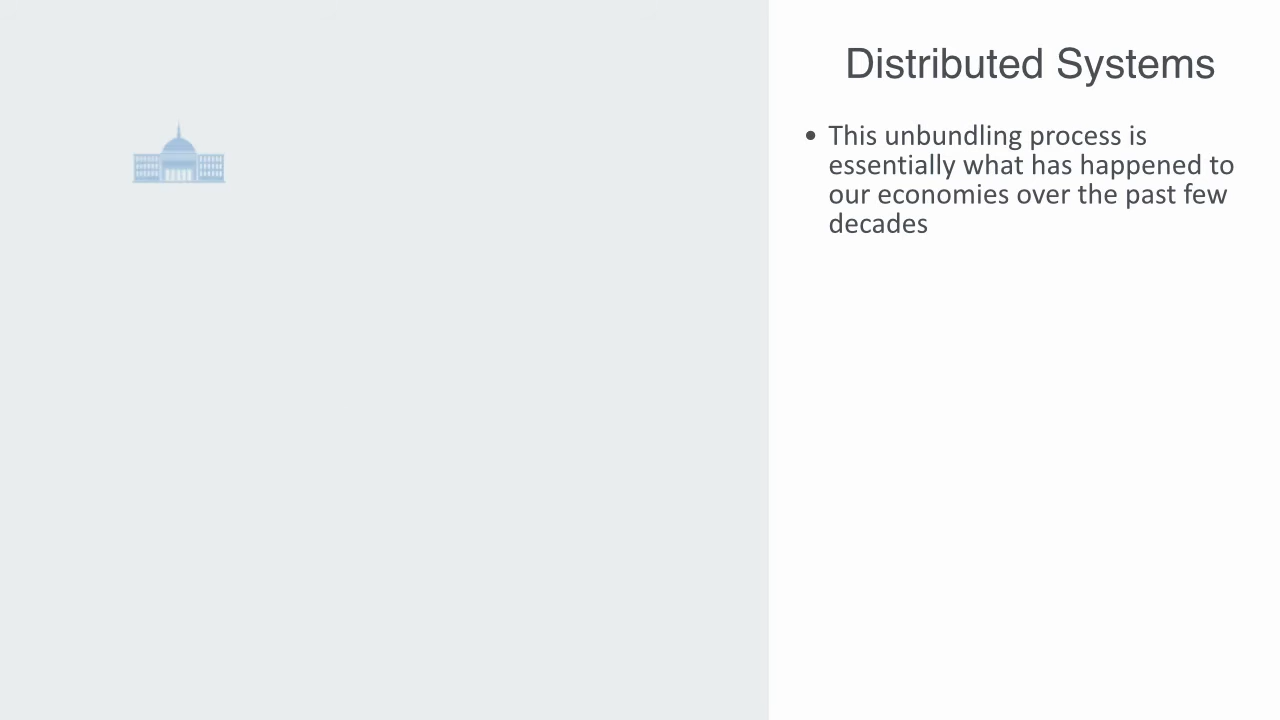 Distributed Systems
• This unbundling process is
essentially what has happened to
our economies over the past few
decades